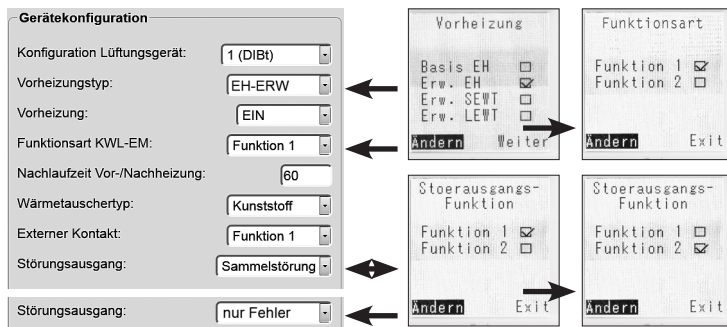 Gerätekonfiguration
Konfiguration Lüftungsgerät: 1 (DIBt)
Vorheizungstyp: EH-ERW
Vorheizung: EIN
Funktionsart KWL-EM: Funktion 1
Nachlaufzeit Vor-/Nachheizung: 60
Wärmetauschertyp: Kunststoff
Externer Kontakt: Funktion 1
Störungsausgang: Sammelstörung
Störungsausgang: nur Fehler
Vorheizung
Basis EH
Erw. EH
Erw. SEWT
Erw. LEWT
Ändern Weiter
Funktionsart
Funktion 1
Funktion 2
Ändern Exit
Stoerausgangs-
Funktion
Funktion 1
Funktion 2
Ändern Exit
Stoerausgangs-
Funktion
Funktion 1
Funktion 2
Ändern Exit